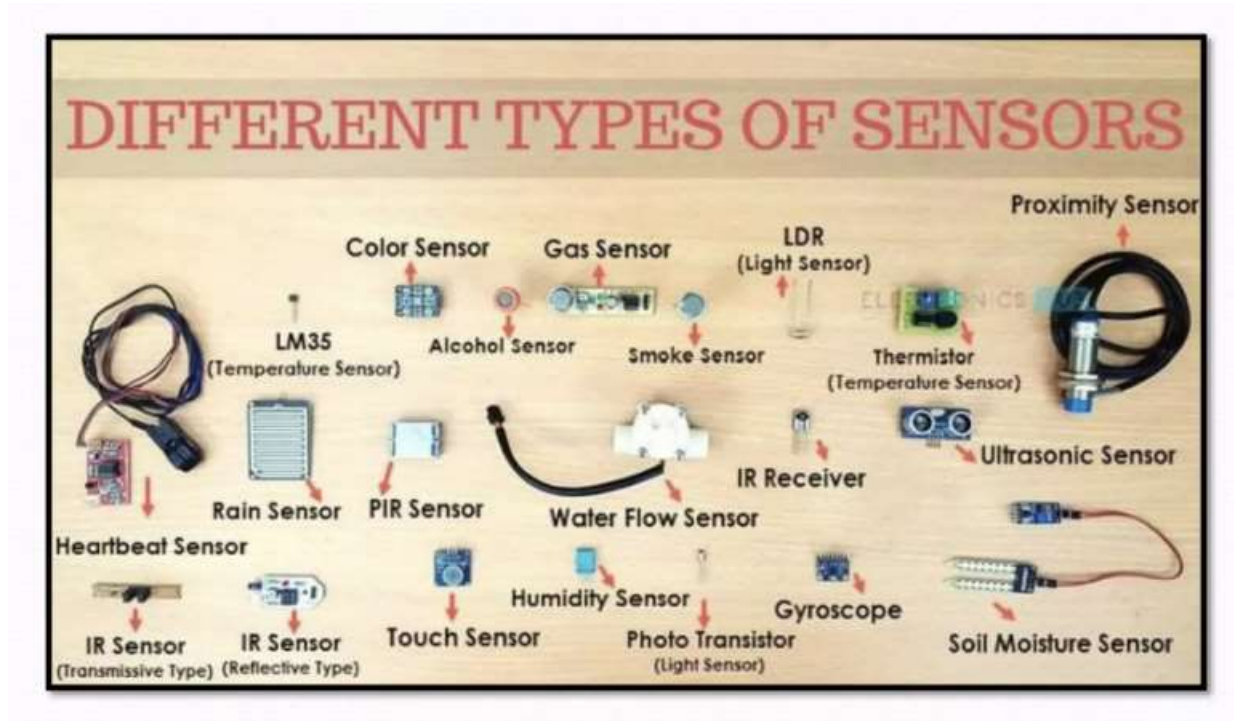 DIFFERENT TYPES OF SENSORS
Proximity Sensor
Color Sensor
Gas Sensor
LDR
(Light Sensor)
LM35
(Temperature Sensor)
Alcohol Sensor
Smoke Sensor
Thermistor
(Temperature Sensor)
Rain Sensor
PIR Sensor
Water Flow Sensor
IR Receiver
Ultrasonic Sensor
Heartbeat Sensor
IR Sensor
(Transmissive Type)
IR Sensor
(Reflective Type)
Touch Sensor
Humidity Sensor
Photo Transistor
(Light Sensor)
Gyroscope
Soil Moisture Sensor